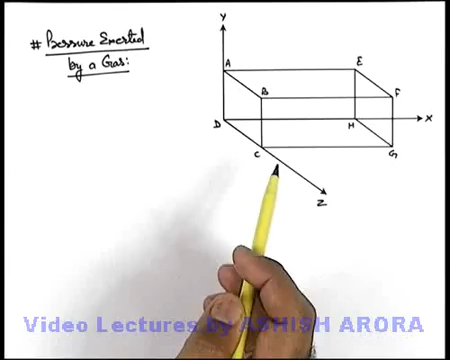 # Pressure Exerted
by a Gas:
Y
A
E
B
F
D
H
X
C
G
Z
Video Lectures by ASHISH ARORA